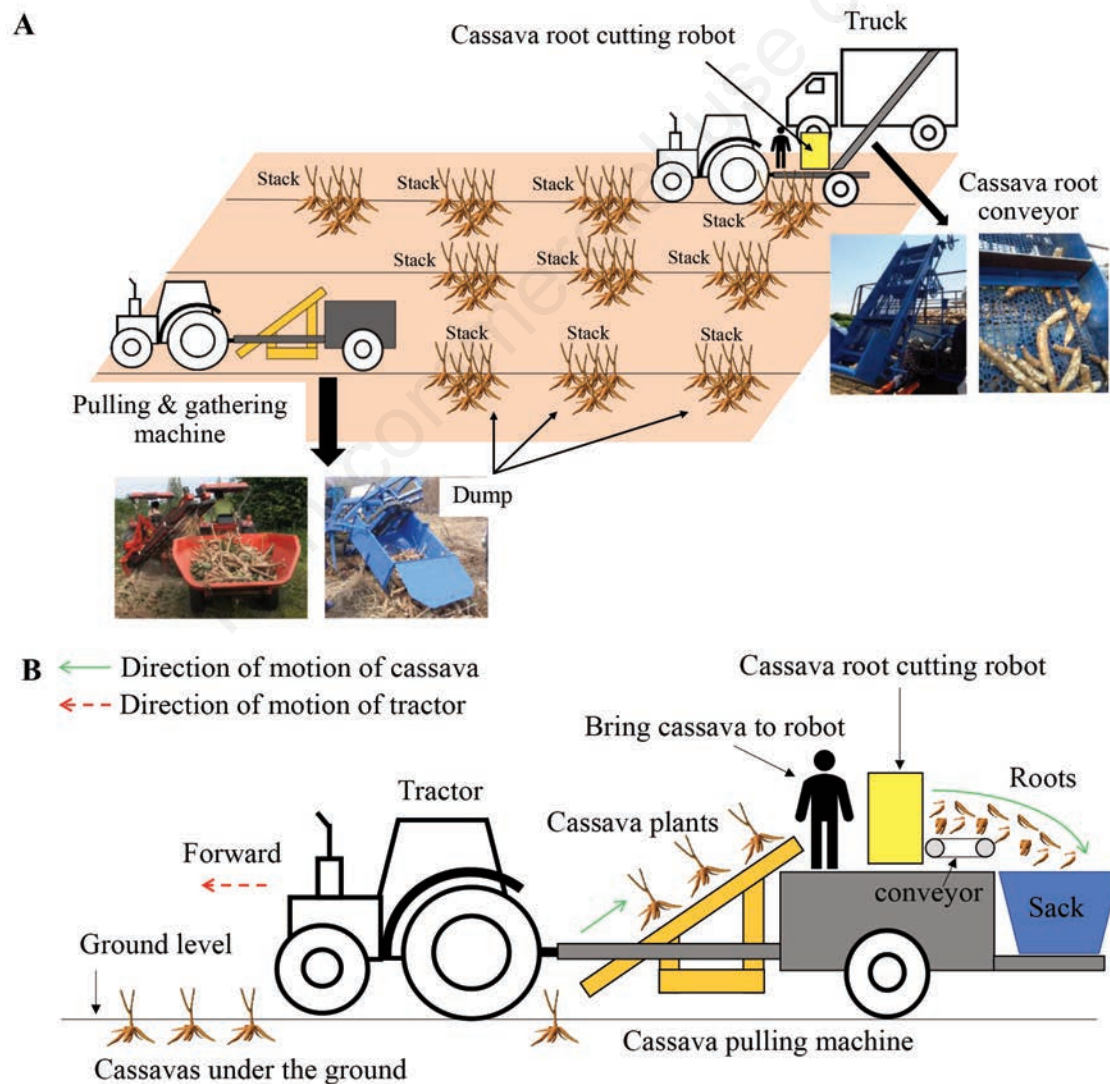 A
Cassava root cutting robot
Truck
Stack
Stack
Stack
Stack
Cassava root
conveyor
Stack
Stack
Stack
Stack
Stack
Stack
Pulling & gathering
machine
Dump
B
Direction of motion of cassava
Direction of motion of tractor
Cassava root cutting robot
Bring cassava to robot
Roots
Tractor
Cassava plants
Forward
conveyor
Sack
Ground level
Cassava pulling machine
Cassavas under the ground